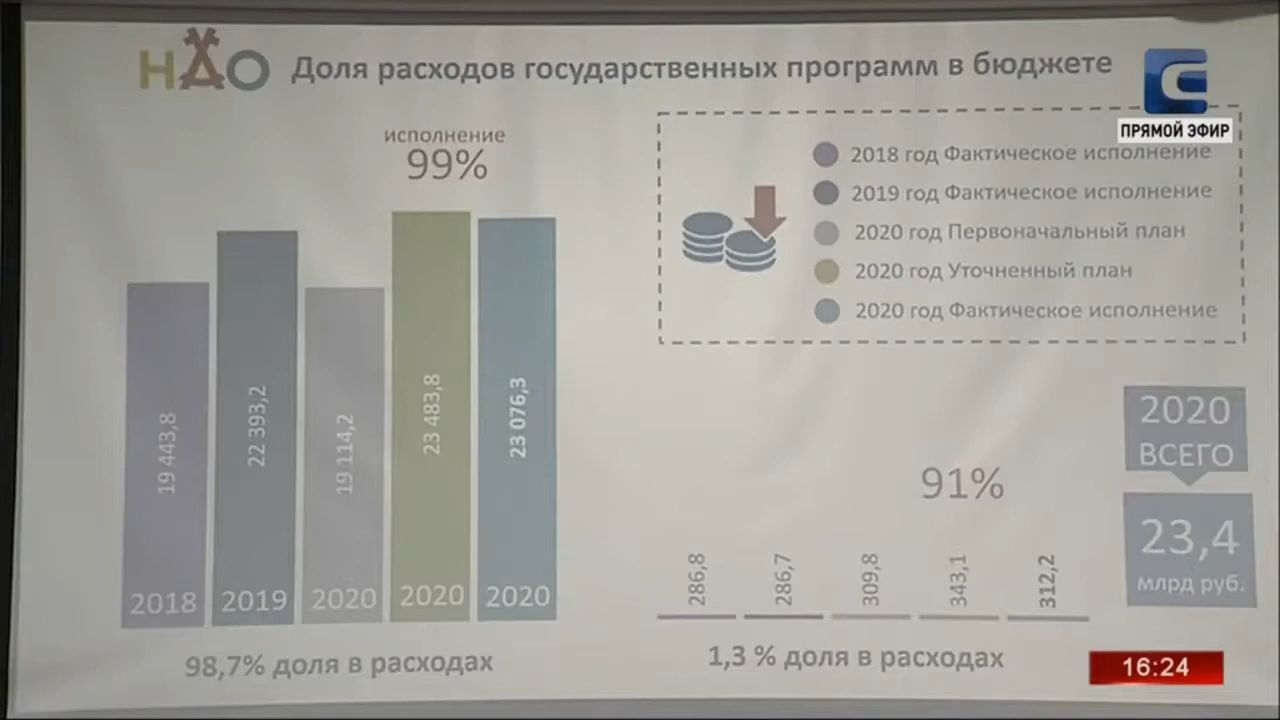 НАО Доля расходов государственных программ в бюджете
ПРЯМОЙ ЭФИР
исполнение
99%
2018 год Фактическое исполнение
2019 год Фактическое исполнение
2020 год Первоначальный план
2020 год Уточненный план
2020 год Фактическое исполнение
19 443,8
22 393,2
19 114,2
23 483,8
23 076,3
2018
2019
2020
2020
2020
98,7% доля в расходах
91%
286,8
286,7
309,8
343,1
312,2
1,3 % доля в расходах
2020
ВСЕГО
23,4
млрд руб.
16:24